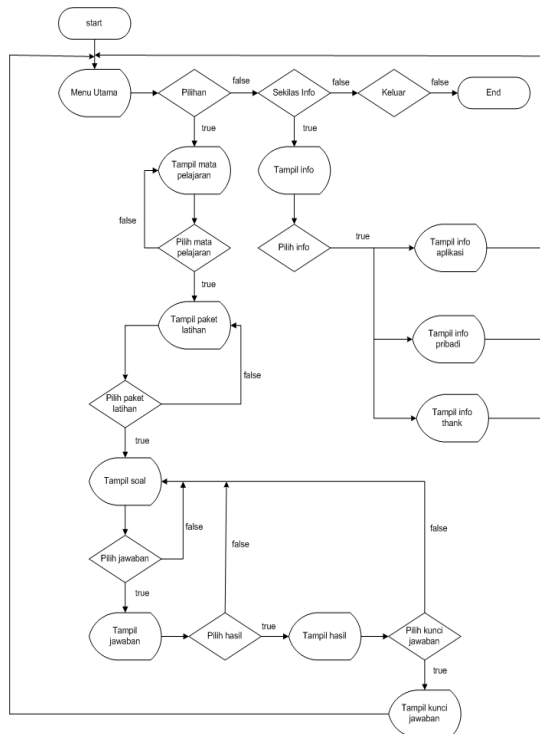 start
Menu Utama
Pilihan
false
Sekilas Info
false
Keluar
false
End
true
true
Tampil mata
pelajaran
Tampil info
false
Pilih mata
pelajaran
Pilih info
true
Tampil info
aplikasi
true
Tampil paket
latihan
Tampil info
pribadi
false
Pilih paket
latihan
Tampil info
thank
true
Tampil soal
false
false
false
Pilih jawaban
true
Tampil
jawaban
Pilih hasil
true
Tampil hasil
Pilih kunci
jawaban
true
Tampil kunci
jawaban